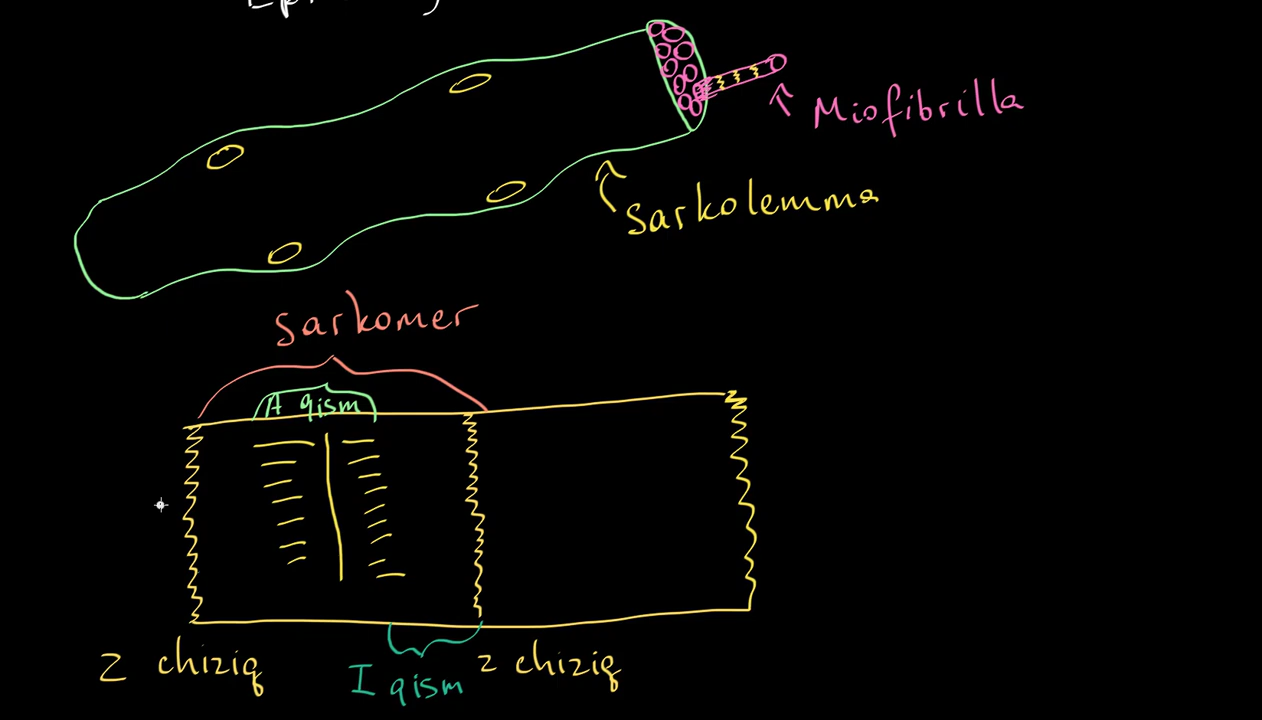 Miofibrilla
Sarkolemma
Sarkomer
A qism
Z chiziq
I qism
z chiziq